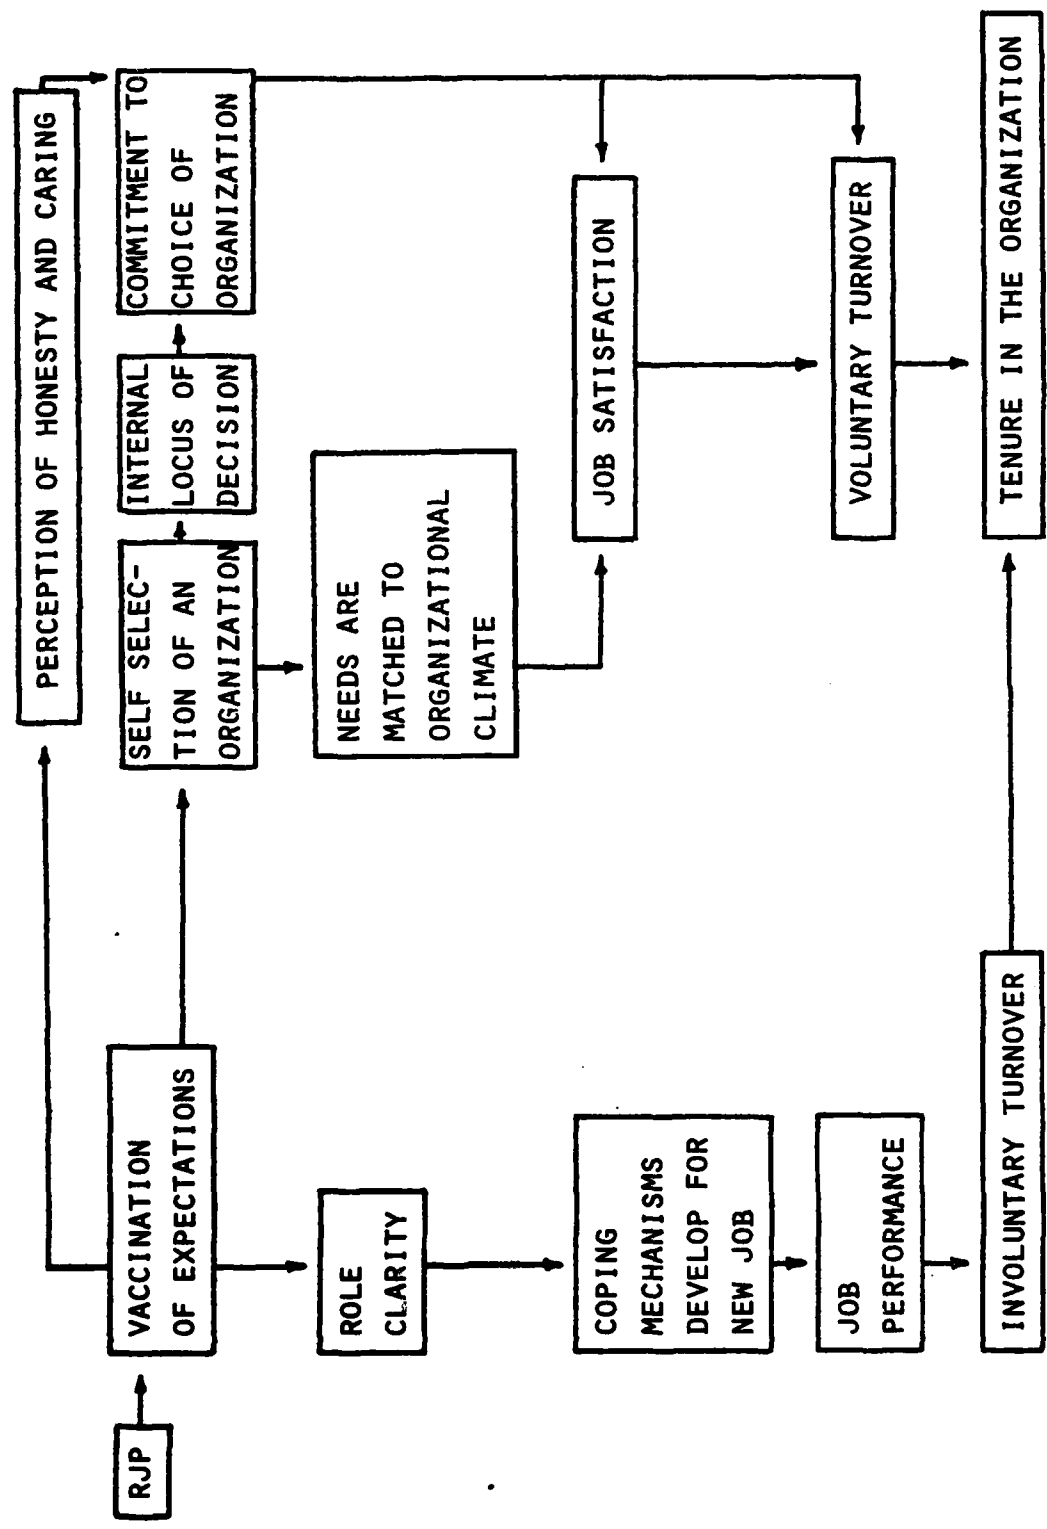 PERCEPTION OF HONESTY AND CARING
RJP
VACCINATION
OF EXPECTATIONS
SELF SELEC-
TION OF AN
ORGANIZATION
INTERNAL
LOCUS OF
DECISION
COMMITMENT TO
CHOICE OF
ORGANIZATION
ROLE
CLARITY
NEEDS ARE
MATCHED TO
ORGANIZATIONAL
CLIMATE
COPING
MECHANISMS
DEVELOP FOR
NEW JOB
JOB SATISFACTION
JOB
PERFORMANCE
VOLUNTARY TURNOVER
INVOLUNTARY TURNOVER
TENURE IN THE ORGANIZATION